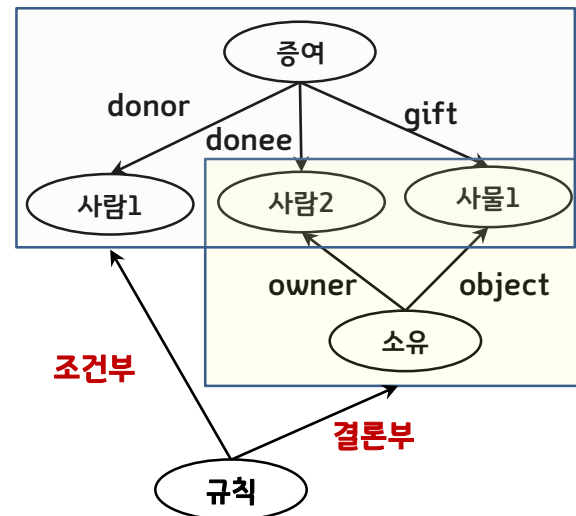 증여
donor
donee
gift
사람1
사람2
사물1
owner
object
소유
조건부
결론부
규칙